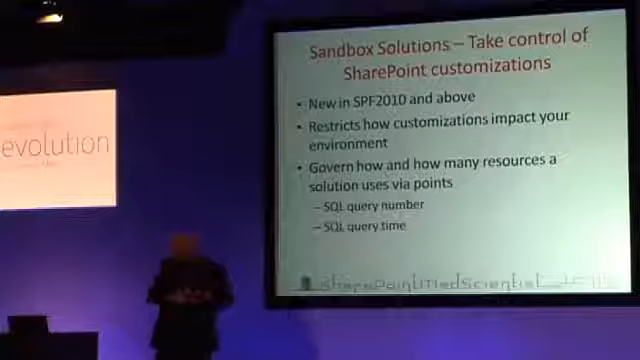 evolution
Sandbox Solutions – Take control of
SharePoint customizations
• New in SPF2010 and above
• Restricts how customizations impact your
environment
• Govern how and how many resources a
solution uses via points
– SQL query number
– SQL query time